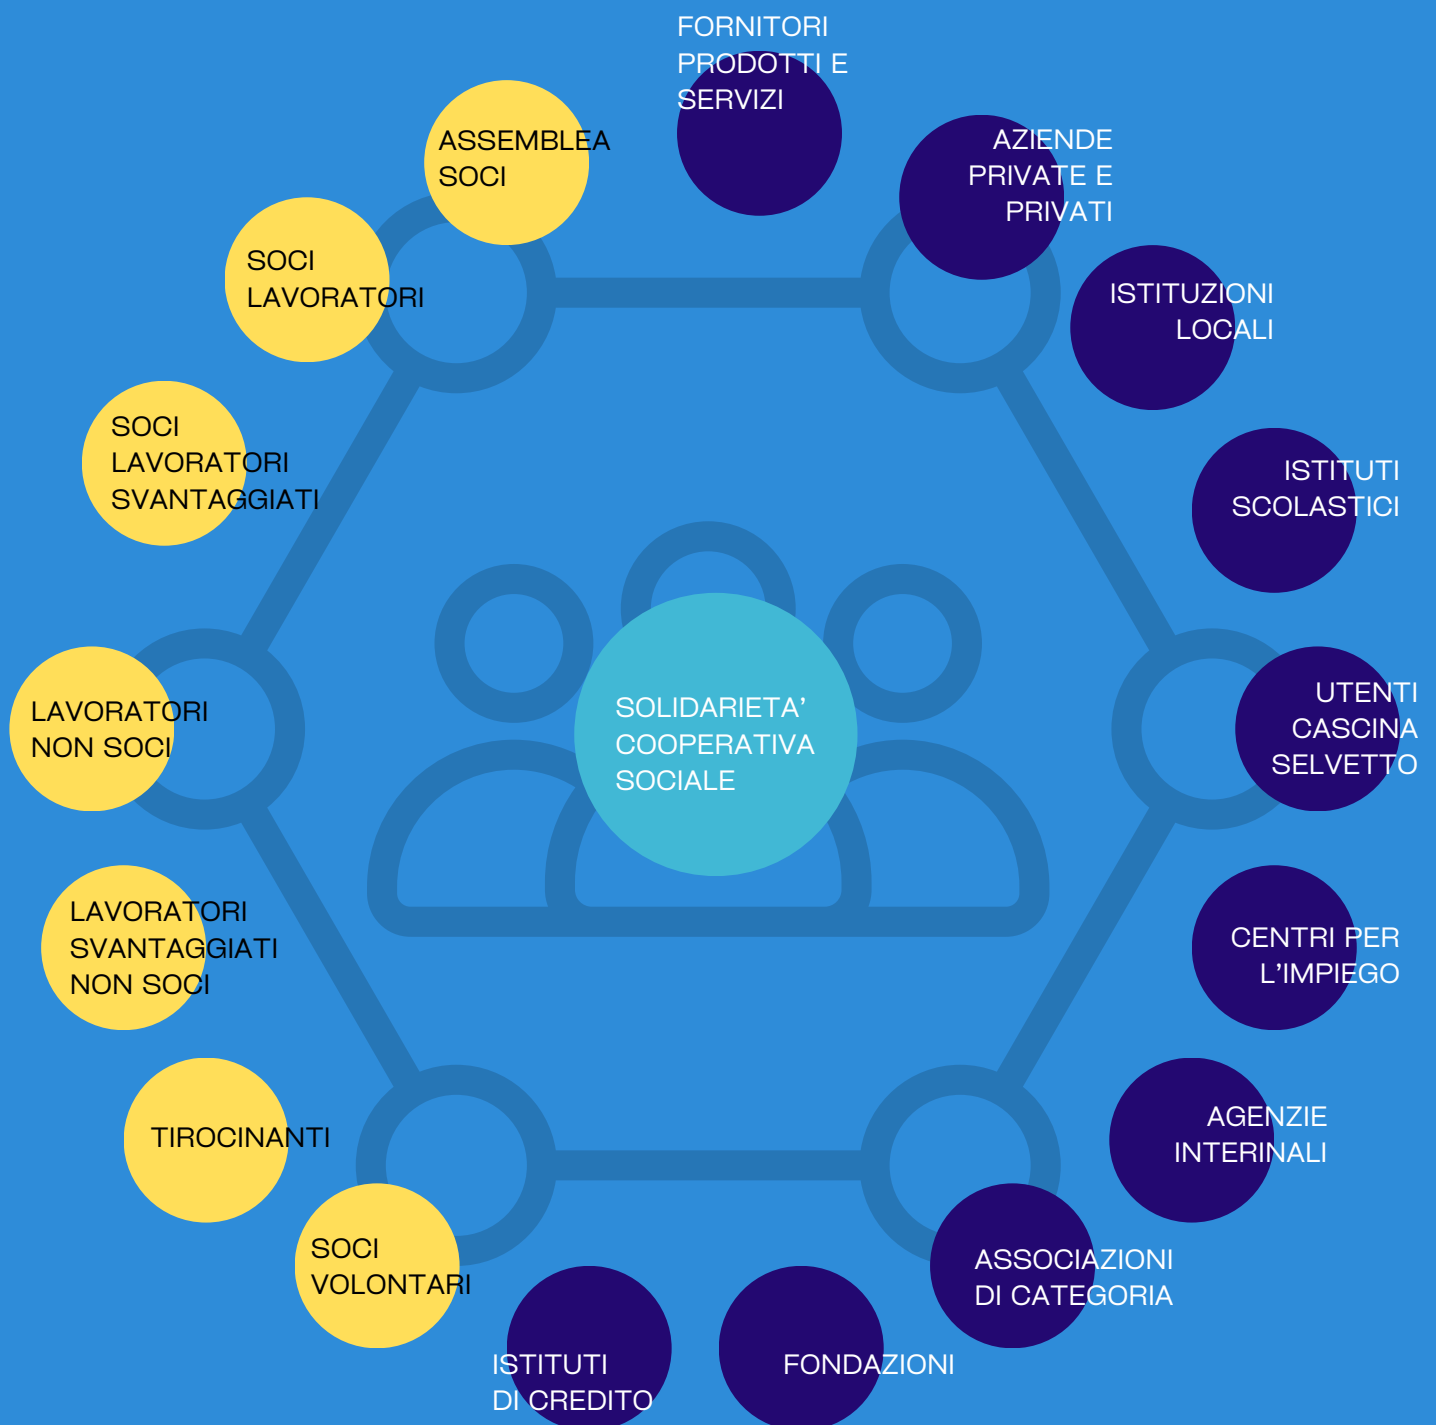 FORNITORI
PRODOTTI E
SERVIZI
ASSEMBLEA
SOCI
AZIENDE
PRIVATE E
PRIVATI
SOCI
LAVORATORI
ISTITUZIONI
LOCALI
SOCI
LAVORATORI
SVANTAGGIATI
ISTITUTI
SCOLASTICI
LAVORATORI
NON SOCI
SOLIDARIETA’
COOPERATIVA
SOCIALE
UTENTI
CASCINA
SELVETTO
LAVORATORI
SVANTAGGIATI
NON SOCI
CENTRI PER
L’IMPIEGO
TIROCINANTI
AGENZIE
INTERINALI
SOCI
VOLONTARI
ASSOCIAZIONI
DI CATEGORIA
ISTITUTI
DI CREDITO
FONDAZIONI